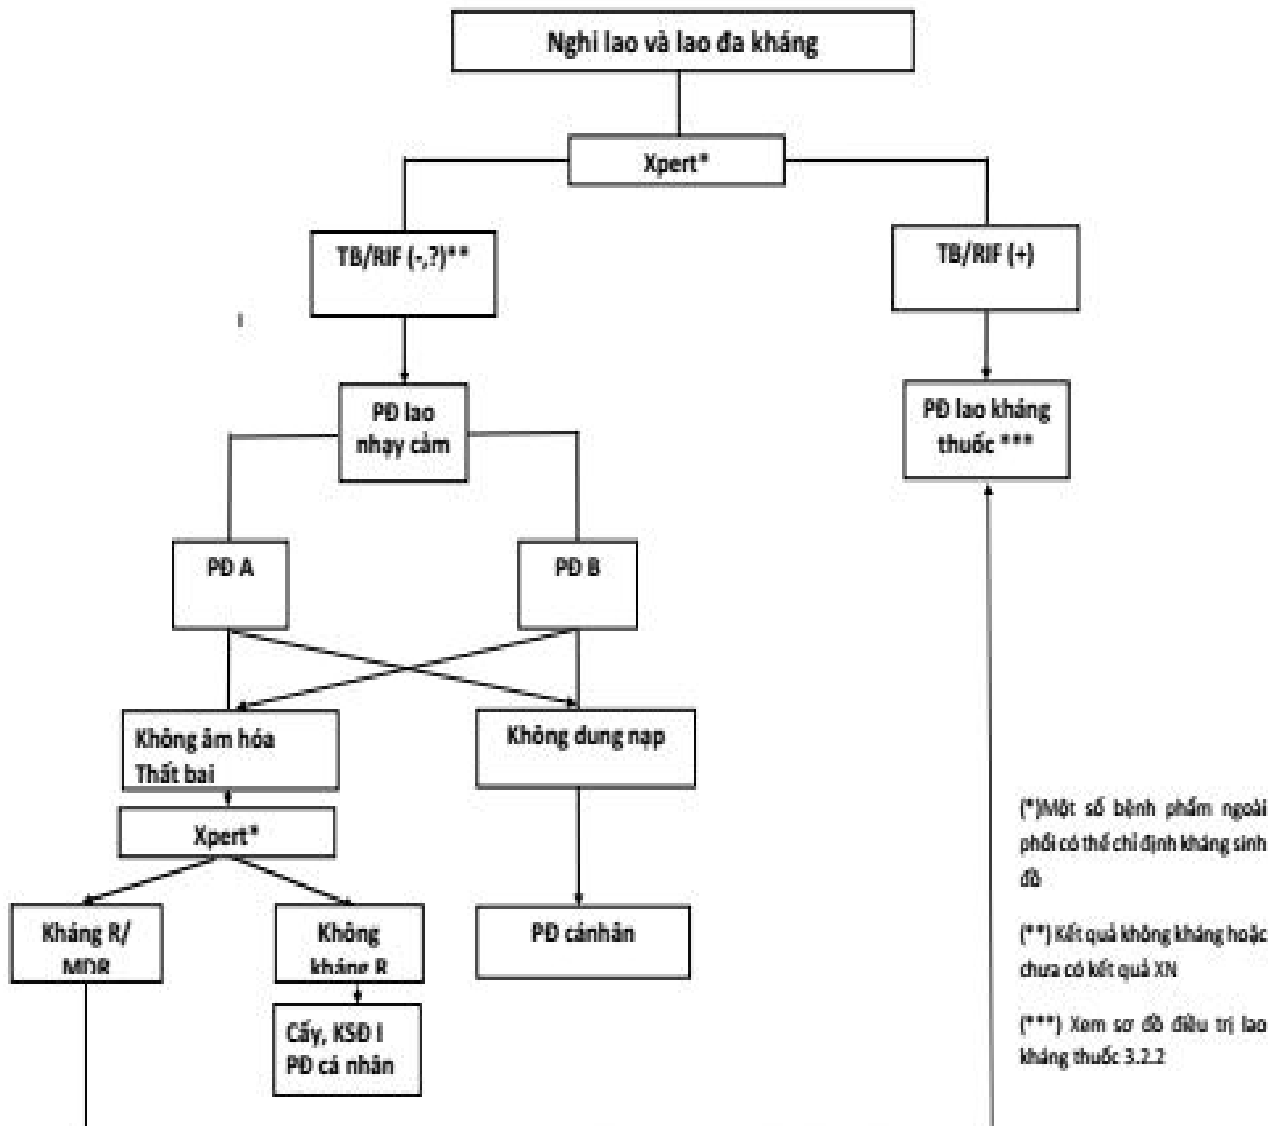 Nghi lao và lao đa kháng
Xpert*
TB/RIF (-,?)**
TB/RIF (+)
PĐ lao
nhạy cảm
PĐ lao kháng
thuốc ***
PĐ A
PĐ B
Không âm hóa
Thất bai
Không dung nạp
Xpert*
Kháng R/
MDR
Không
kháng R
PĐ cánhân
Cấy, KSĐ I
PĐ cá nhân
(*)Một số bệnh phẩm ngoài
phổi có thể chỉ định kháng sinh
đồ
(**) Kết quả không kháng hoặc
chưa có kết quả XN
(***) Xem sơ đồ điều trị lao
kháng thuốc 3.2.2